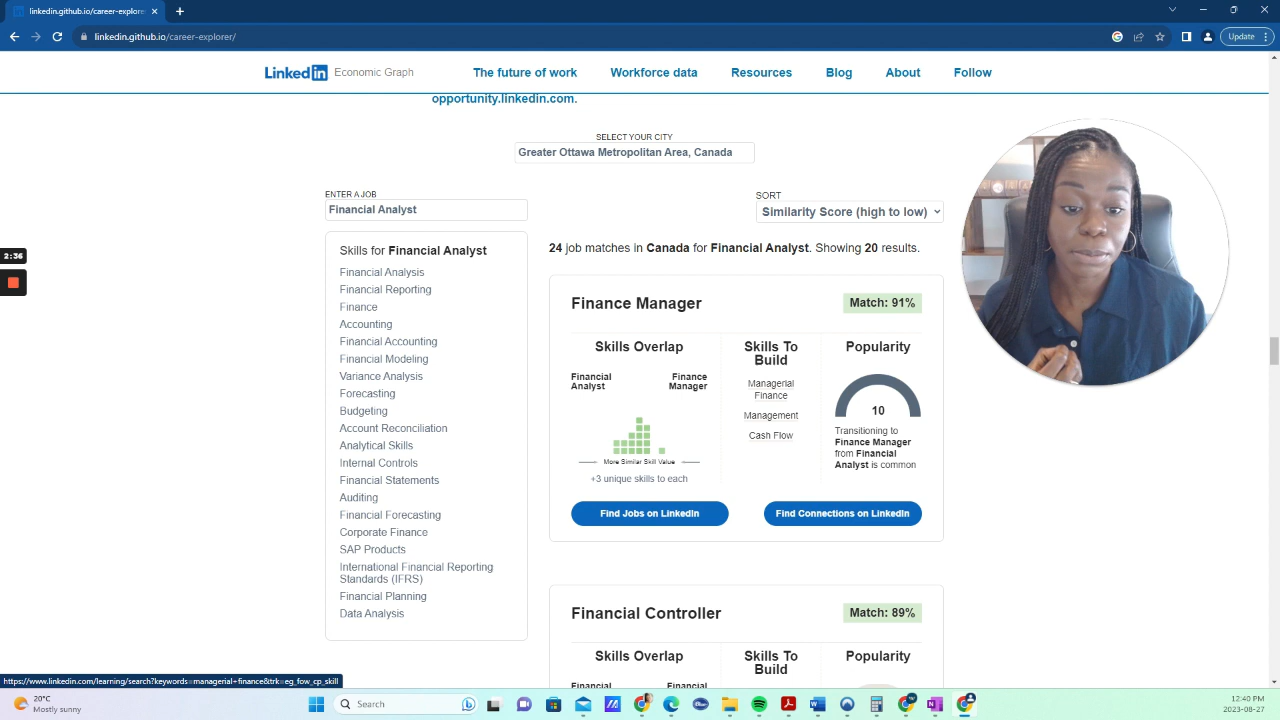 linkedin.github.io/career-explore
linkedin.github.io/career-explorer/
Update
LinkedIn Economic Graph
The future of work
Workforce data
Resources
Blog
About
Follow
opportunity.linkedin.com.
SELECT YOUR CITY
Greater Ottawa Metropolitan Area, Canada
ENTER A JOB
Financial Analyst
SORT
Similarity Score (high to low)
2:36
Skills for Financial Analyst
Financial Analysis
Financial Reporting
Finance
Accounting
Financial Accounting
Financial Modeling
Variance Analysis
Forecasting
Budgeting
Account Reconciliation
Analytical Skills
Internal Controls
Financial Statements
Auditing
Financial Forecasting
Corporate Finance
SAP Products
International Financial Reporting
Standards (IFRS)
Financial Planning
Data Analysis
24 job matches in Canada for Financial Analyst. Showing 20 results.
Finance Manager
Match: 91%
Skills Overlap
Financial
Analyst
Finance
Manager
More Similar Skill Value
+3 unique skills to each
Skills To
Build
Managerial
Finance
Management
Cash Flow
Popularity
10
Transitioning to
Finance Manager
from Financial
Analyst is common
Find Jobs on LinkedIn
Find Connections on LinkedIn
Financial Controller
Match: 89%
Skills Overlap
Financial
Financial
Skills To
Build
Popularity
https://www.linkedin.com/learning/search?keywords=managerial+finance&trk=eg_fow_cp_skill
20°C
Mostly sunny
Search
12:40 PM
2023-08-27